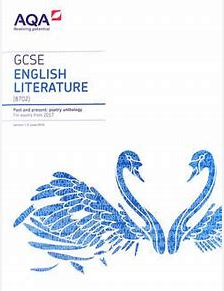 AQA
Realising potential
GCSE
ENGLISH
LITERATURE
(8702)
Past and present: poetry anthology
For exams from 2017